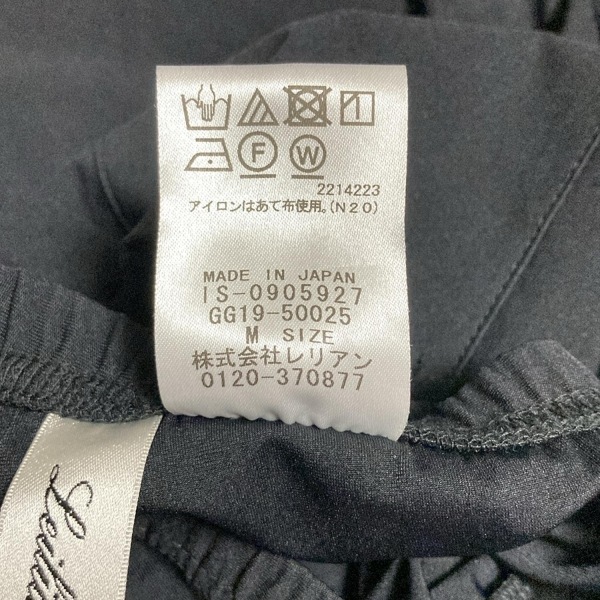 F W
2214223
アイロンはあて布使用。(N20)
MADE IN JAPAN
IS-0905927
GG19-50025
M SIZE
株式会社レリアン
0120-370877